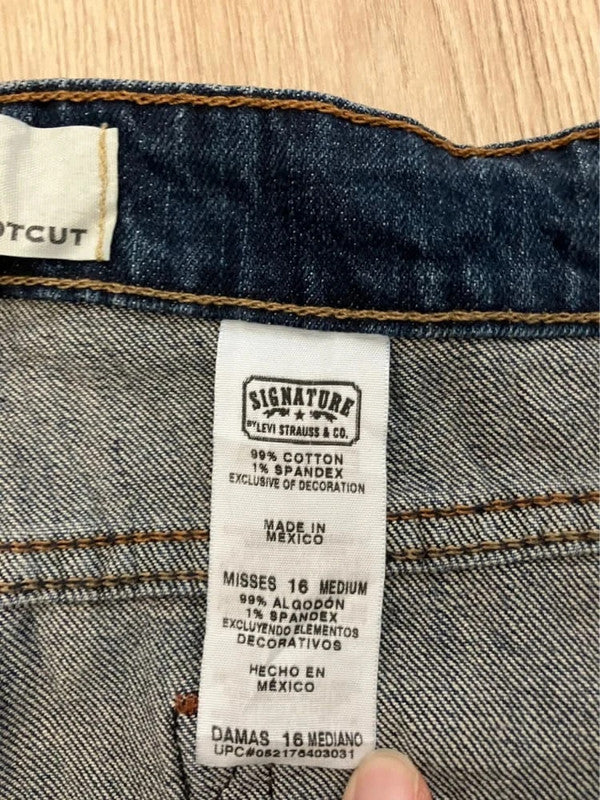 OTCUT
SIGNATURE
BY LEVI STRAUSS & CO.
99% COTTON
1% SPANDEX
EXCLUSIVE OF DECORATION
MADE IN
MÉXICO
MISSES 16 MEDIUM
99% ALGODÓN
1% SPANDEX
EXCLUYENDO ELEMENTOS
DECORATIVOS
HECHO EN
MÉXICO
DAMAS 16 MEDIANO
UPC#052176403031